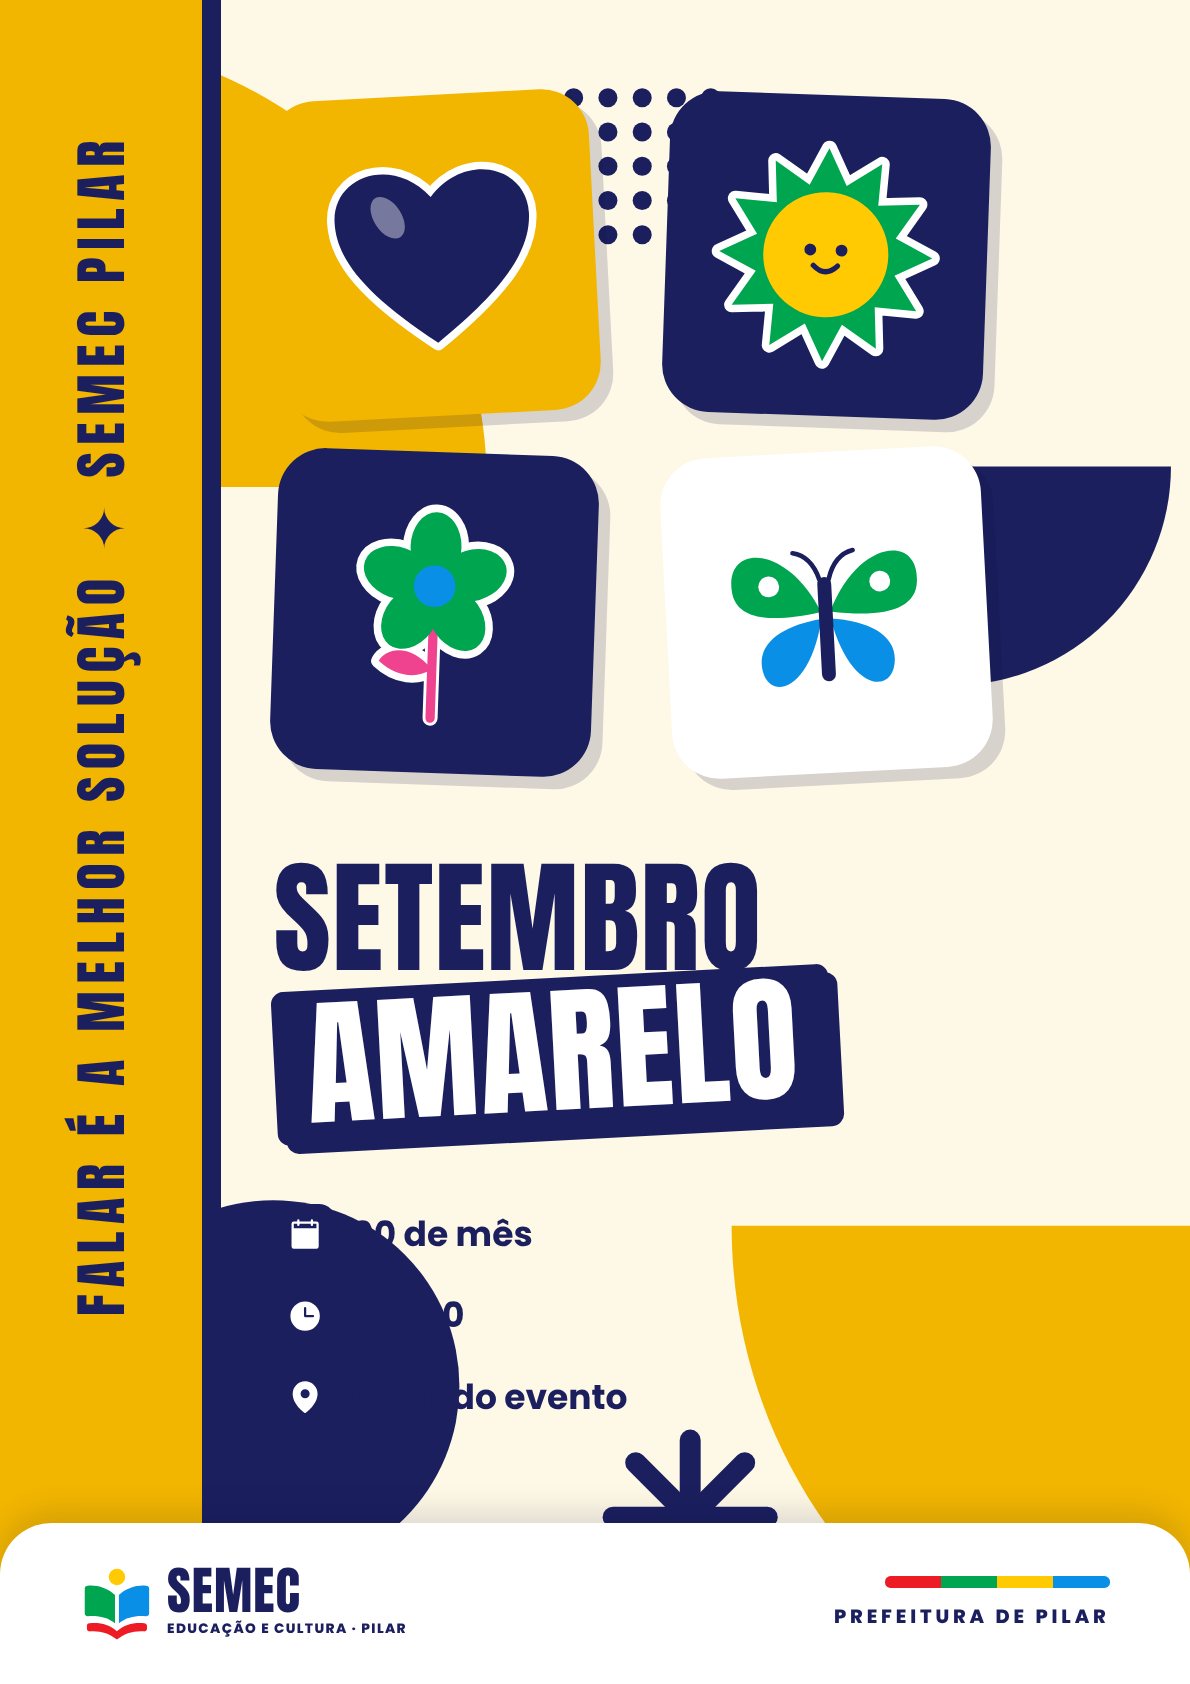 FALAR É A MELHOR SOLUÇÃO ✦ SEMEC PILAR
SETEMBRO
AMARELO
de mês
do evento
SEMEC
EDUCAÇÃO E CULTURA · PILAR
PREFEITURA DE PILAR